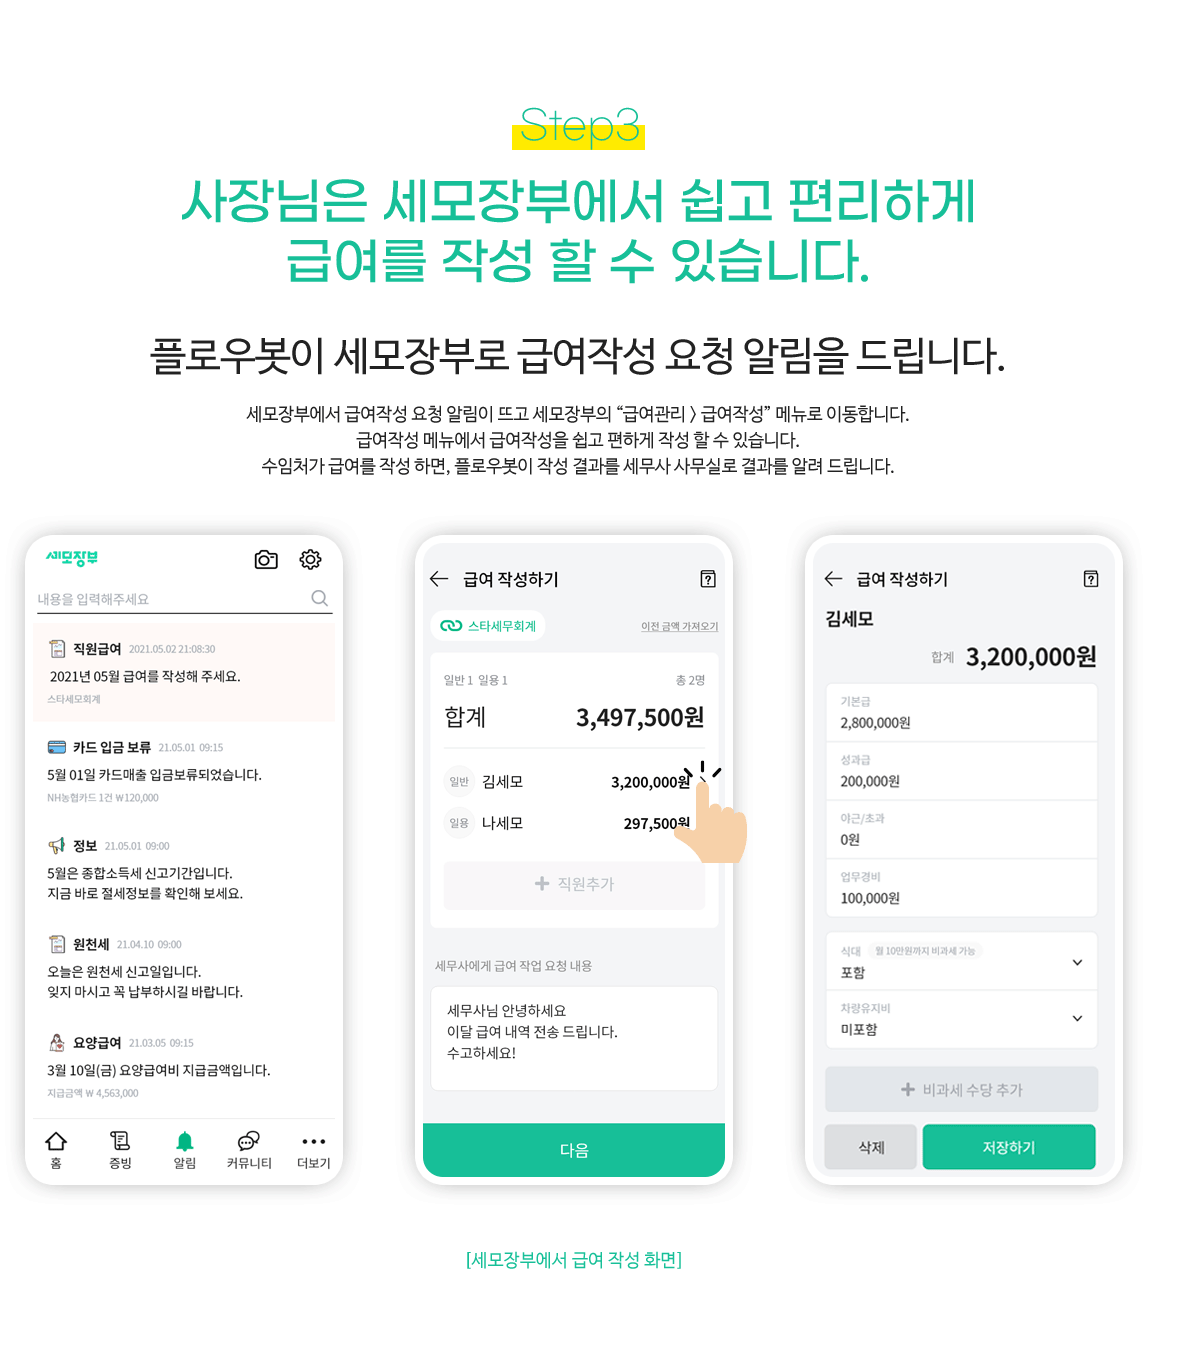 Step3
사장님은 세모장부에서 쉽고 편리하게
급여를 작성 할 수 있습니다.
플로우봇이 세모장부로 급여작성 요청 알림을 드립니다.
세모장부에서 급여작성 요청 알림이 뜨고 세모장부의 “급여관리 > 급여작성” 메뉴로 이동합니다.
급여작성 메뉴에서 급여작성을 쉽고 편하게 작성 할 수 있습니다.
수임처가 급여를 작성 하면, 플로우봇이 작성 결과를 세무사 사무실로 결과를 알려 드립니다.
세모장부
내용을 입력해주세요
직원급여 2021.05.02 21:08:30
2021년 05월 급여를 작성해 주세요.
스타세모회계
카드 입금 보류 21.05.01 09:15
5월 01일 카드매출 입금보류되었습니다.
NH농협카드 1건 ₩120,000
정보 21.05.01 09:00
5월은 종합소득세 신고기간입니다.
지금 바로 절세정보를 확인해 보세요.
원천세 21.04.10 09:00
오늘은 원천세 신고일입니다.
잊지 마시고 꼭 납부하시길 바랍니다.
요양급여 21.03.05 09:15
3월 10일(금) 요양급여비 지급금액입니다.
지급금액 ₩ 4,563,000
홈 증빙 알림 커뮤니티 더보기
급여 작성하기
스타세무회계 이전 금액 가져오기
일반 1 일용 1 총 2명
합계 3,497,500원
일반 김세모 3,200,000원
일용 나세모 297,500원
+ 직원추가
세무사에게 급여 작업 요청 내용
세무사님 안녕하세요
이달 급여 내역 전송 드립니다.
수고하세요!
다음
급여 작성하기
김세모
합계 3,200,000원
기본급
2,800,000원
성과급
200,000원
야근/초과
0원
업무경비
100,000원
식대 월 10만원까지 비과세 가능
포함
차량유지비
미포함
+ 비과세 수당 추가
삭제 저장하기
[세모장부에서 급여 작성 화면]